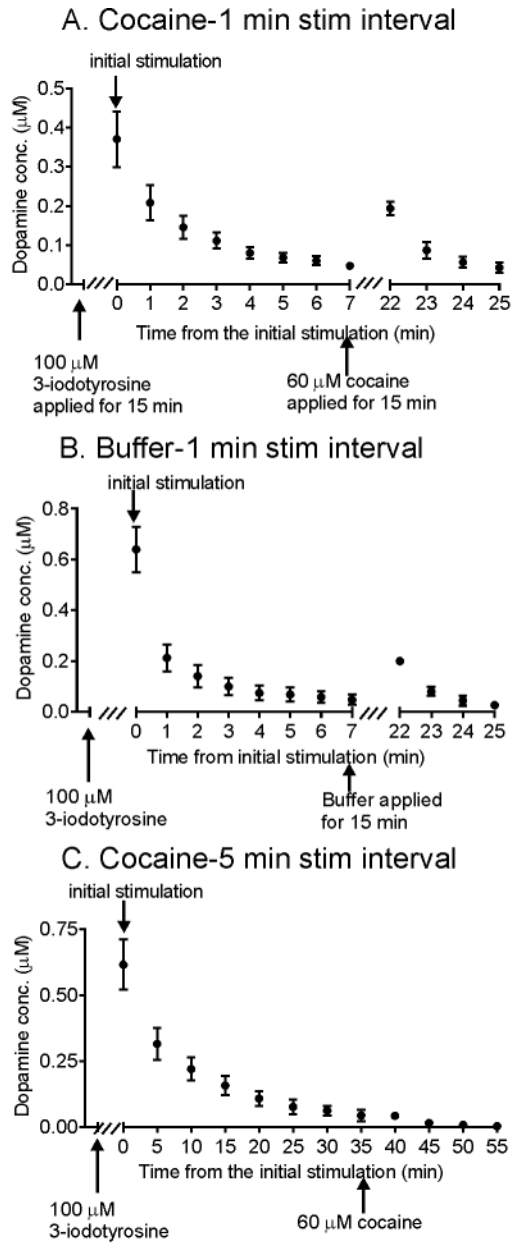 A. Cocaine-1 min stim interval
initial stimulation
Dopamine conc. (μM)
0.5
0.4
0.3
0.2
0.1
0.0
0 1 2 3 4 5 6 7 22 23 24 25
Time from the initial stimulation (min)
100 μM
3-iodotyrosine
applied for 15 min
60 μM cocaine
applied for 15 min
B. Buffer-1 min stim interval
initial stimulation
Dopamine conc. (μM)
0.8
0.6
0.4
0.2
0.0
0 1 2 3 4 5 6 7 22 23 24 25
Time from initial stimulation (min)
100 μM
3-iodotyrosine
Buffer applied
for 15 min
C. Cocaine-5 min stim interval
initial stimulation
Dopamine conc. (μM)
0.75
0.50
0.25
0.00
0 5 10 15 20 25 30 35 40 45 50 55
Time from the initial stimulation (min)
100 μM
3-iodotyrosine
60 μM cocaine